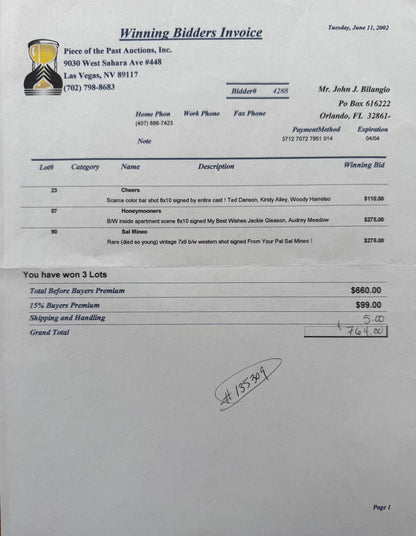 Winning Bidders Invoice
Tuesday, June 11, 2002
Piece of the Past Auctions, Inc.
9030 West Sahara Ave #448
Las Vegas, NV 89117
(702) 798-8683
Bidder# 4288
Mr. John J. Bilangio
Po Box 616222
Orlando, FL 32861-
Home Phon Work Phone Fax Phone
(407) 886-7423
PaymentMethod Expiration
3712 7072 7951 014 04/04
Note
Lot# Category Name Description Winning Bid
23 Cheers
Scarce color bar shot 8x10 signed by entire cast ! Ted Danson, Kirsty Alley, Woody Harrelso $110.00
57 Honeymooners
B/W inside apartment scene 8x10 signed My Best Wishes Jackie Gleason, Audrey Meadow $275.00
90 Sal Mineo
Rare (died so young) vintage 7x9 b/w western shot signed From Your Pal Sal Mineo ! $275.00
You have won 3 Lots
Total Before Buyers Premium $660.00
15% Buyers Premium $99.00
Shipping and Handling 5.00
Grand Total $ 764.00
# 135309
Page 1